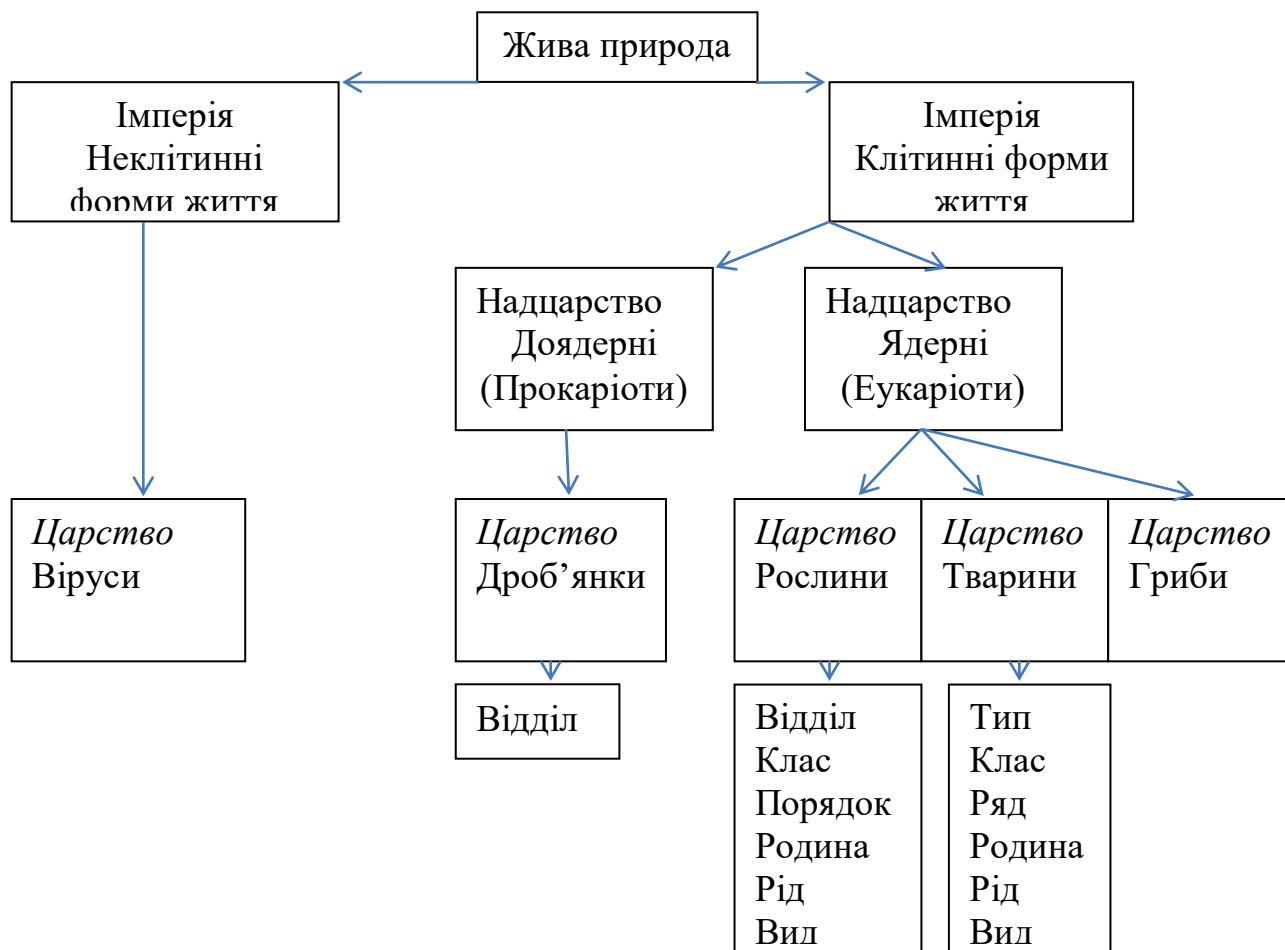 Жива природа
Імперія
Неклітинні
форми життя
Імперія
Клітинні форми
життя
Надцарство
Доядерні
(Прокаріоти)
Надцарство
Ядерні
(Еукаріоти)
Царство
Віруси
Царство
Дроб’янки
Царство
Рослини
Царство
Тварини
Царство
Гриби
Відділ
Відділ
Клас
Порядок
Родина
Рід
Вид
Тип
Клас
Ряд
Родина
Рід
Вид